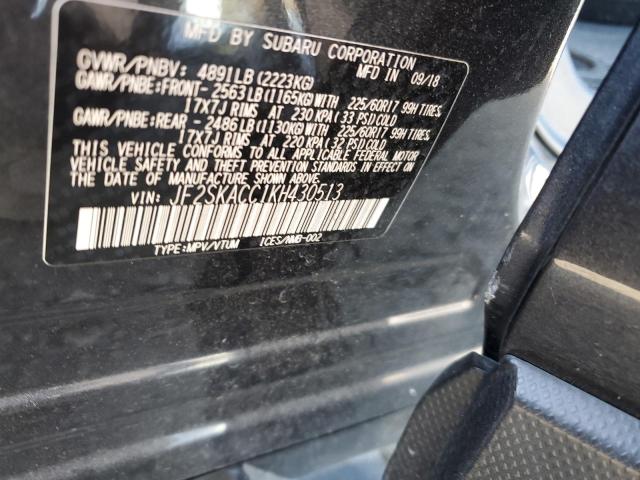 MFD BY SUBARU CORPORATION
GVWR/PNBV: 4891LB(2223KG) MFD IN 09/18
GAWR/PNBE:FRONT- 2563LB(1165KG)WITH 225/60R17 99H TIRES,
17X7J RIMS AT 230 KPA(33 PSI)COLD
GAWR/PNBE:REAR - 2486LB(1130KG)WITH 225/60R17 99H TIRES,
17X7J RIMS AT 220 KPA(32 PSI)COLD
THIS VEHICLE CONFORMS TO ALL APPLICABLE FEDERAL MOTOR
VEHICLE SAFETY AND THEFT PREVENTION STANDARDS IN EFFECT ON
THE DATE OF MANUFACTURE SHOWN ABOVE.
VIN: JF2SKACC1KH430513
TYPE:MPV/VTUM ICES/NMB-002